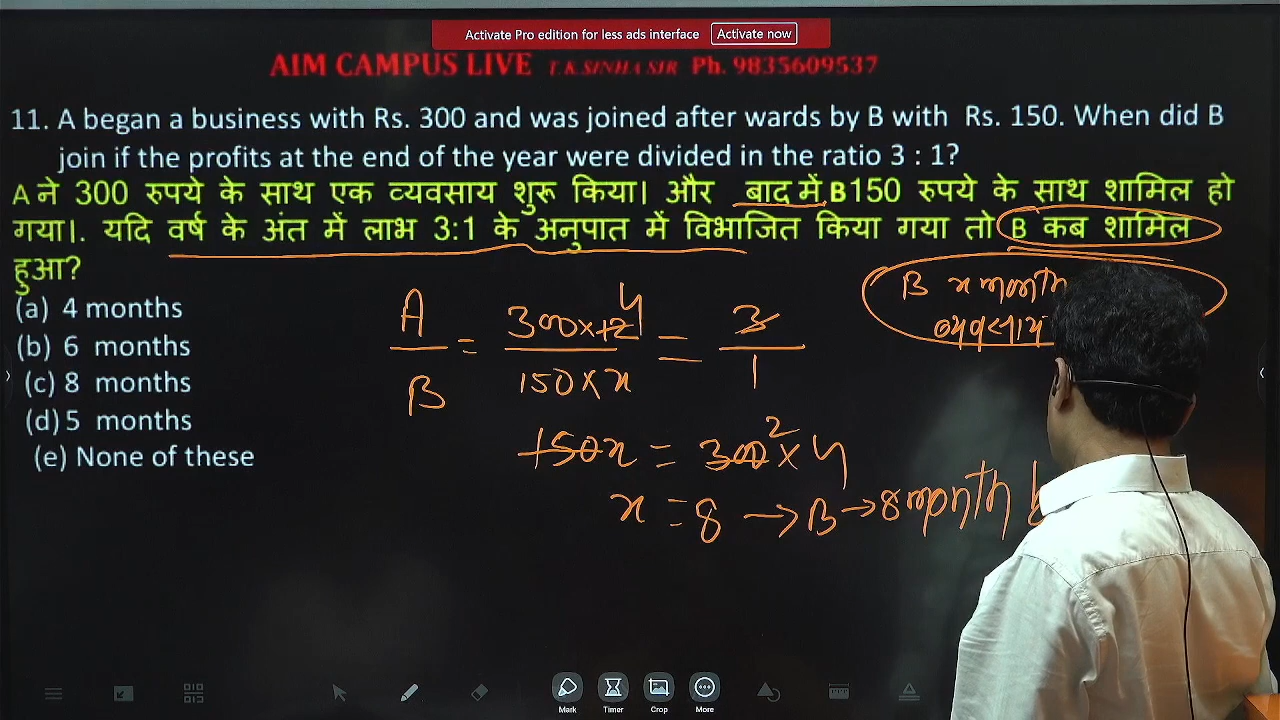 Activate Pro edition for less ads interface Activate now
AIM CAMPUS LIVE T.K.SINHA SIR Ph. 9835609537
11. A began a business with Rs. 300 and was joined after wards by B with Rs. 150. When did B
join if the profits at the end of the year were divided in the ratio 3 : 1?
A ने 300 रुपये के साथ एक व्यवसाय शुरू किया। और बाद में B 150 रुपये के साथ शामिल हो
गया।. यदि वर्ष के अंत में लाभ 3:1 के अनुपात में विभाजित किया गया तो B कब शामिल
हुआ?
(a) 4 months
(b) 6 months
(c) 8 months
(d) 5 months
(e) None of these
B x month
व्यवसाय
A/B = 300×12/150×x = 3/1
4
150x = 300 × 4
2
x = 8 → B → 8 month
Mark Timer Crop More